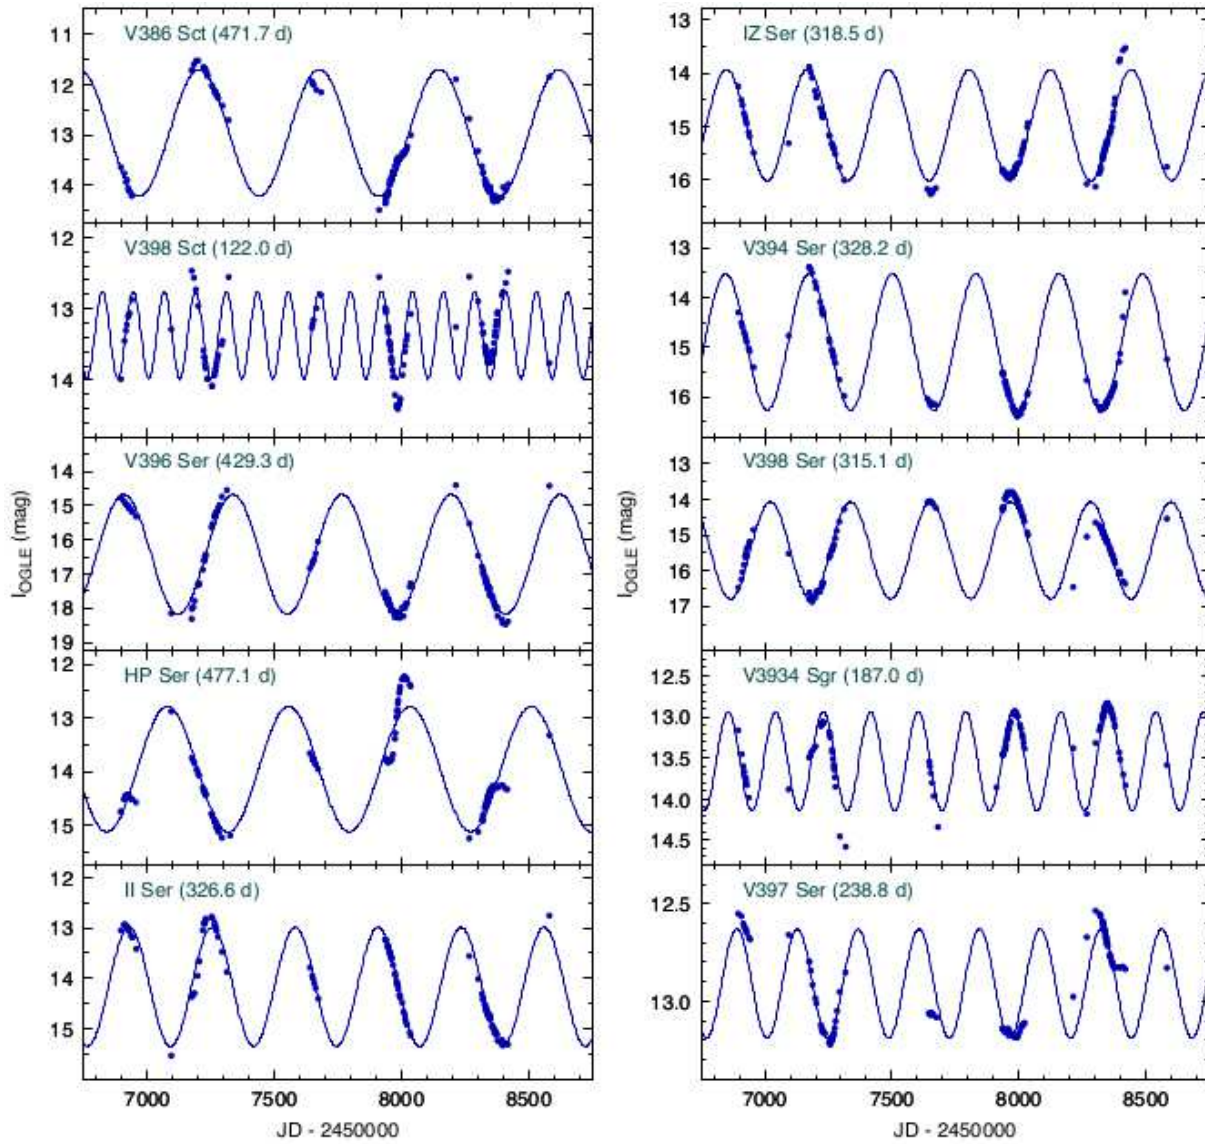 V386 Sct (471.7 d)
11
12
13
14
V398 Sct (122.0 d)
12
13
14
V396 Ser (429.3 d)
14
15
16
17
18
19
HP Ser (477.1 d)
12
13
14
15
II Ser (326.6 d)
12
13
14
15
7000 7500 8000 8500
JD - 2450000
I_OGLE (mag)
IZ Ser (318.5 d)
13
14
15
16
V394 Ser (328.2 d)
13
14
15
16
V398 Ser (315.1 d)
13
14
15
16
17
V3934 Sgr (187.0 d)
12.5
13.0
13.5
14.0
14.5
V397 Ser (238.8 d)
12.5
13.0
7000 7500 8000 8500
JD - 2450000
I_OGLE (mag)